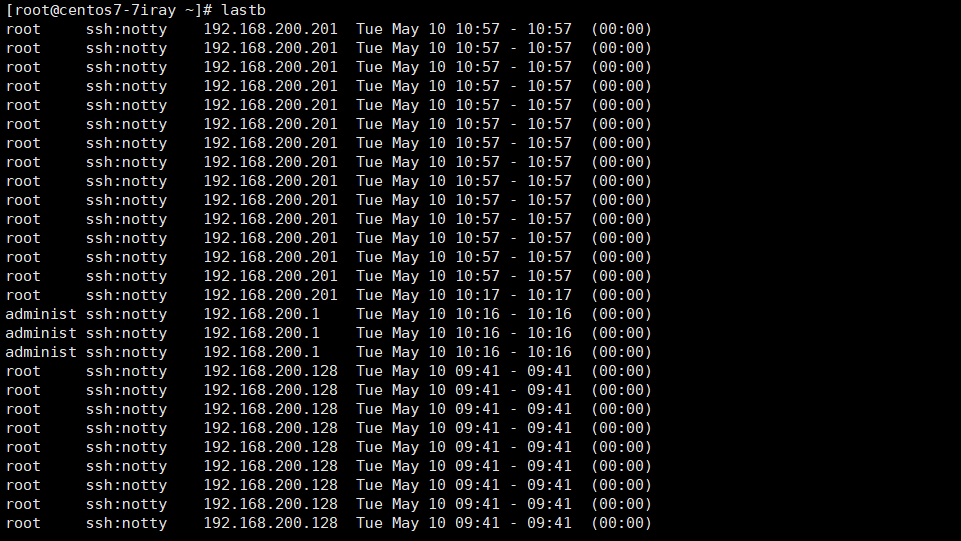 [root@centos7-7iray ~]# lastb
root     ssh:notty    192.168.200.201  Tue May 10 10:57 - 10:57  (00:00)
root     ssh:notty    192.168.200.201  Tue May 10 10:57 - 10:57  (00:00)
root     ssh:notty    192.168.200.201  Tue May 10 10:57 - 10:57  (00:00)
root     ssh:notty    192.168.200.201  Tue May 10 10:57 - 10:57  (00:00)
root     ssh:notty    192.168.200.201  Tue May 10 10:57 - 10:57  (00:00)
root     ssh:notty    192.168.200.201  Tue May 10 10:57 - 10:57  (00:00)
root     ssh:notty    192.168.200.201  Tue May 10 10:57 - 10:57  (00:00)
root     ssh:notty    192.168.200.201  Tue May 10 10:57 - 10:57  (00:00)
root     ssh:notty    192.168.200.201  Tue May 10 10:57 - 10:57  (00:00)
root     ssh:notty    192.168.200.201  Tue May 10 10:57 - 10:57  (00:00)
root     ssh:notty    192.168.200.201  Tue May 10 10:57 - 10:57  (00:00)
root     ssh:notty    192.168.200.201  Tue May 10 10:57 - 10:57  (00:00)
root     ssh:notty    192.168.200.201  Tue May 10 10:57 - 10:57  (00:00)
root     ssh:notty    192.168.200.201  Tue May 10 10:57 - 10:57  (00:00)
root     ssh:notty    192.168.200.201  Tue May 10 10:17 - 10:17  (00:00)
administ ssh:notty    192.168.200.1    Tue May 10 10:16 - 10:16  (00:00)
administ ssh:notty    192.168.200.1    Tue May 10 10:16 - 10:16  (00:00)
administ ssh:notty    192.168.200.1    Tue May 10 10:16 - 10:16  (00:00)
root     ssh:notty    192.168.200.128  Tue May 10 09:41 - 09:41  (00:00)
root     ssh:notty    192.168.200.128  Tue May 10 09:41 - 09:41  (00:00)
root     ssh:notty    192.168.200.128  Tue May 10 09:41 - 09:41  (00:00)
root     ssh:notty    192.168.200.128  Tue May 10 09:41 - 09:41  (00:00)
root     ssh:notty    192.168.200.128  Tue May 10 09:41 - 09:41  (00:00)
root     ssh:notty    192.168.200.128  Tue May 10 09:41 - 09:41  (00:00)
root     ssh:notty    192.168.200.128  Tue May 10 09:41 - 09:41  (00:00)
root     ssh:notty    192.168.200.128  Tue May 10 09:41 - 09:41  (00:00)
root     ssh:notty    192.168.200.128  Tue May 10 09:41 - 09:41  (00:00)